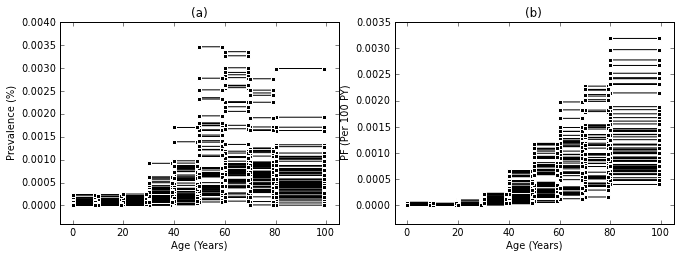 (a)
(b)
0.0040
0.0035
0.0030
0.0025
0.0020
0.0015
0.0010
0.0005
0.0000
Prevalence (%)
0 20 40 60 80 100
Age (Years)
0.0035
0.0030
0.0025
0.0020
0.0015
0.0010
0.0005
0.0000
PF (Per 100 PY)
0 20 40 60 80 100
Age (Years)